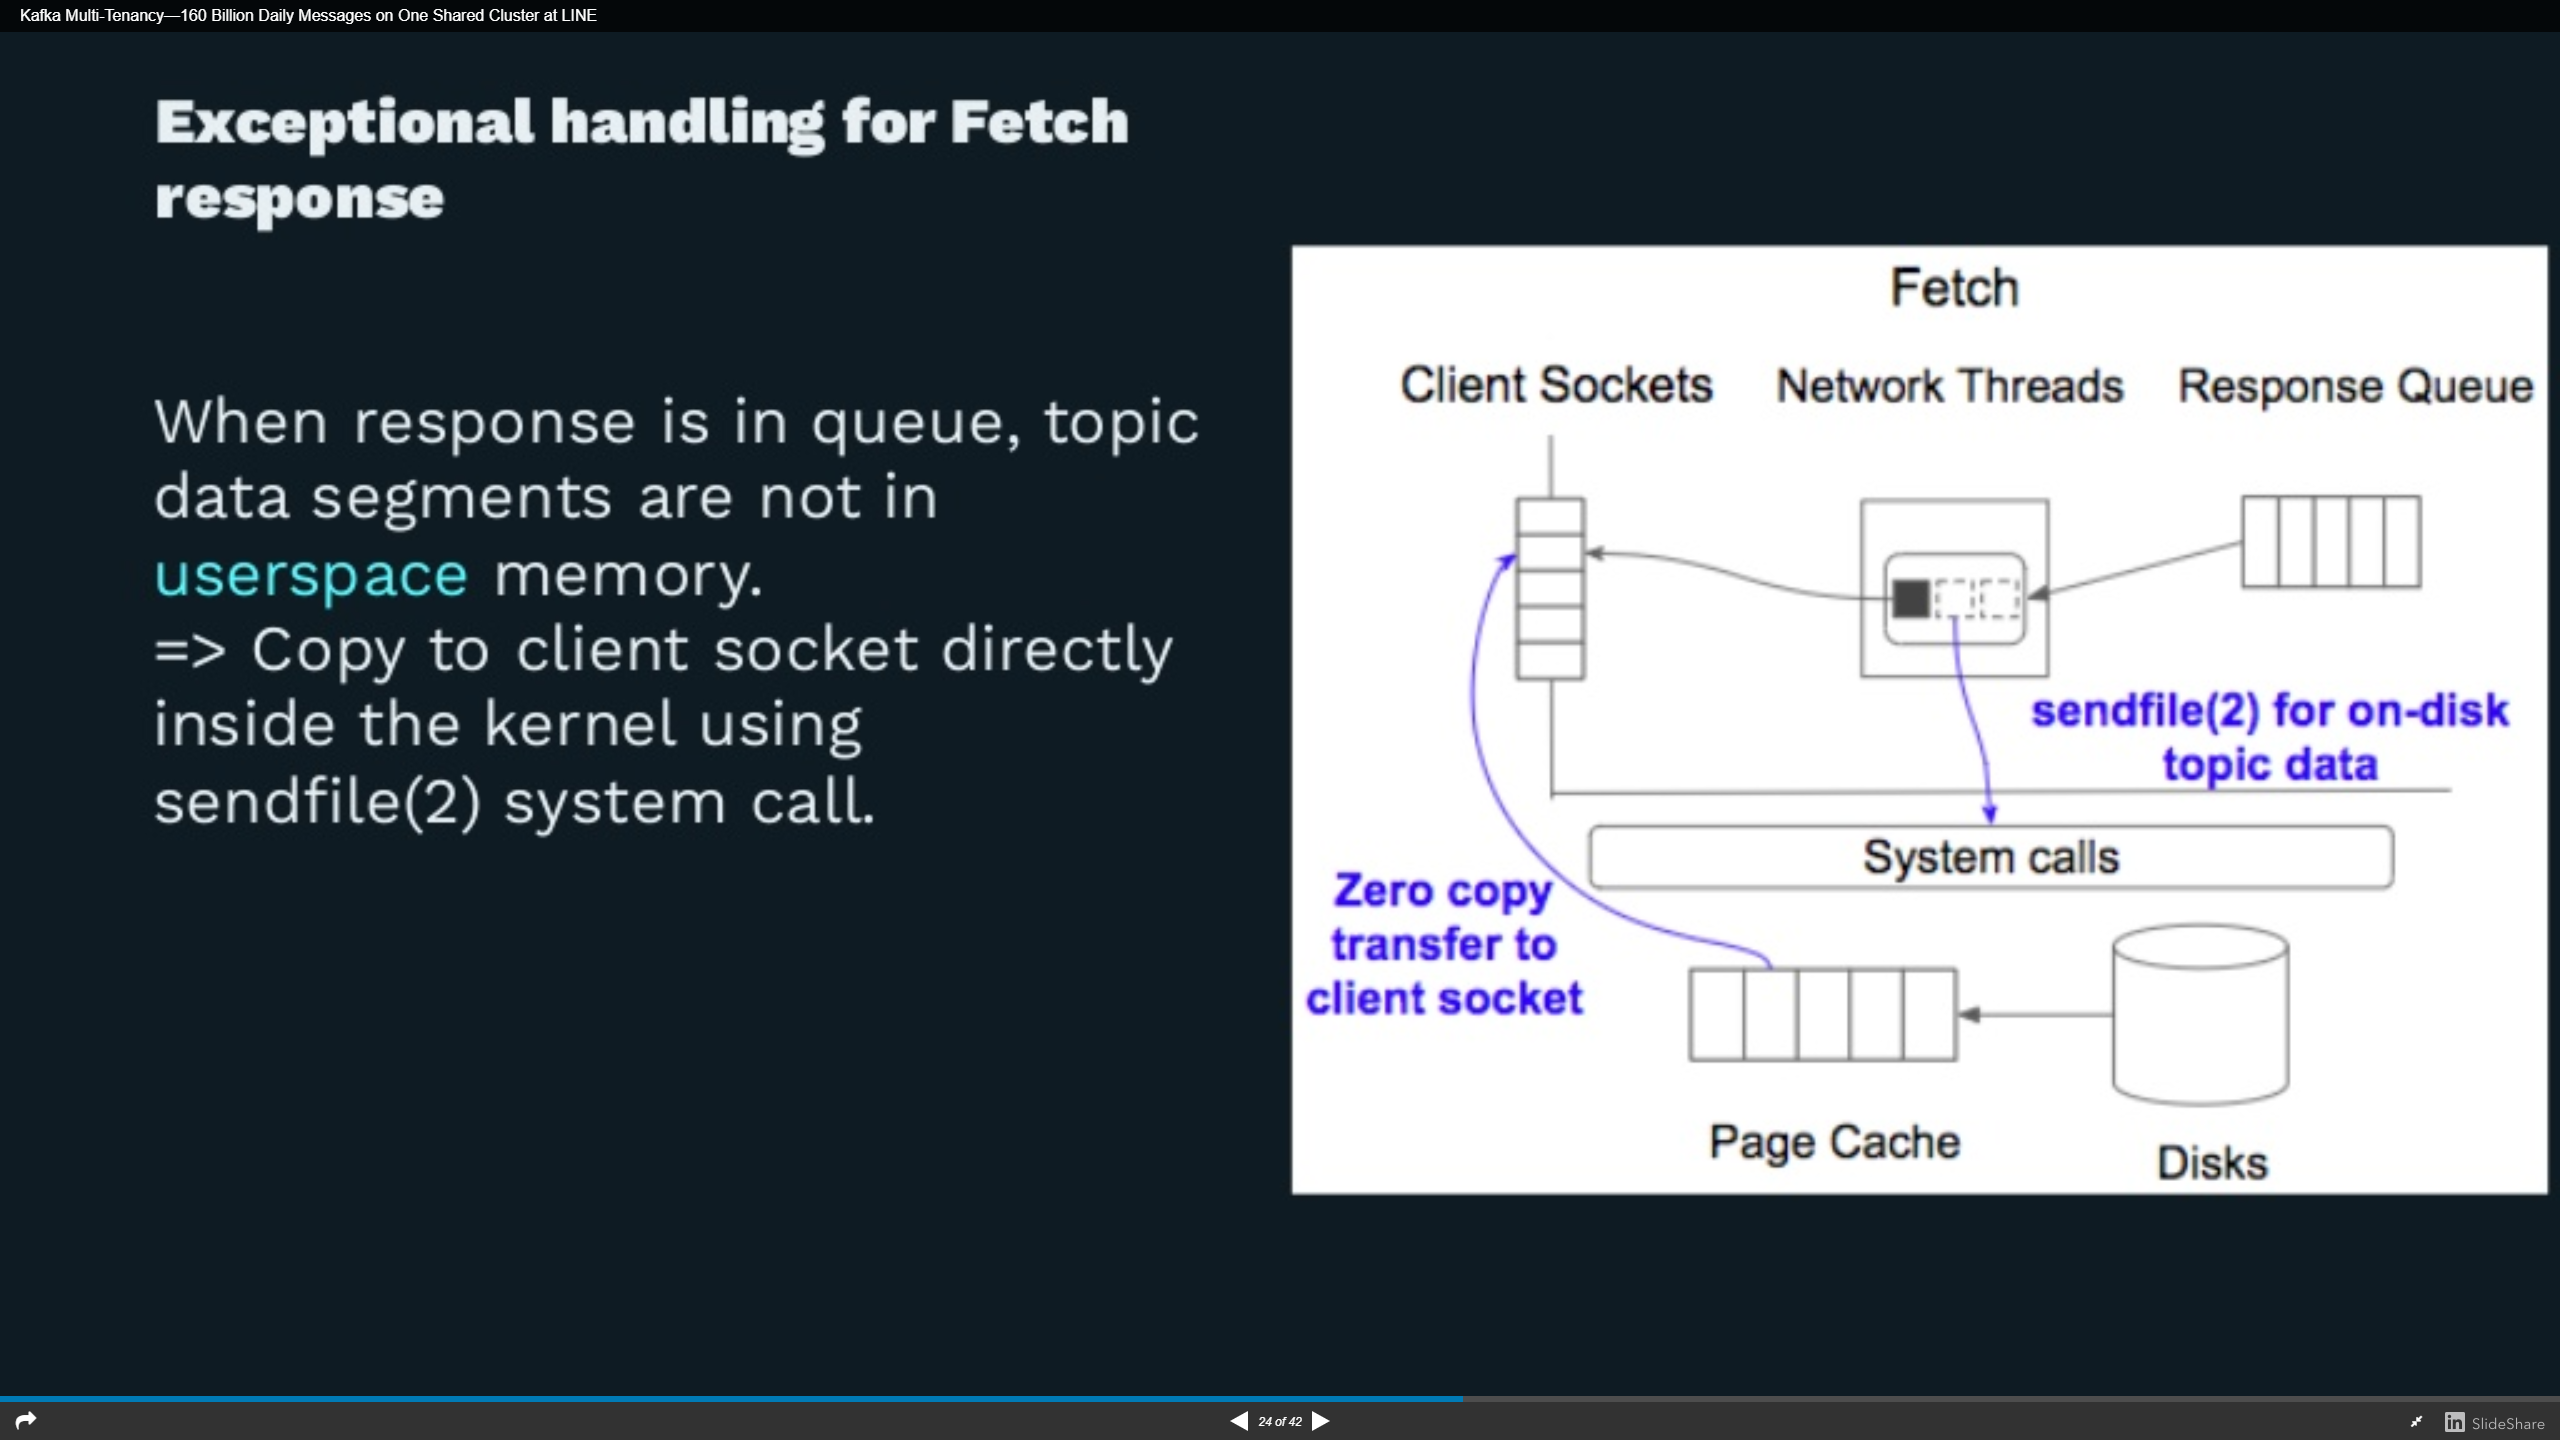 Kafka Multi-Tenancy—160 Billion Daily Messages on One Shared Cluster at LINE
Exceptional handling for Fetch
response
When response is in queue, topic
data segments are not in
userspace memory.
=> Copy to client socket directly
inside the kernel using
sendfile(2) system call.
Fetch
Client Sockets
Network Threads
Response Queue
sendfile(2) for on-disk
topic data
System calls
Zero copy
transfer to
client socket
Page Cache
Disks
24 of 42
in SlideShare